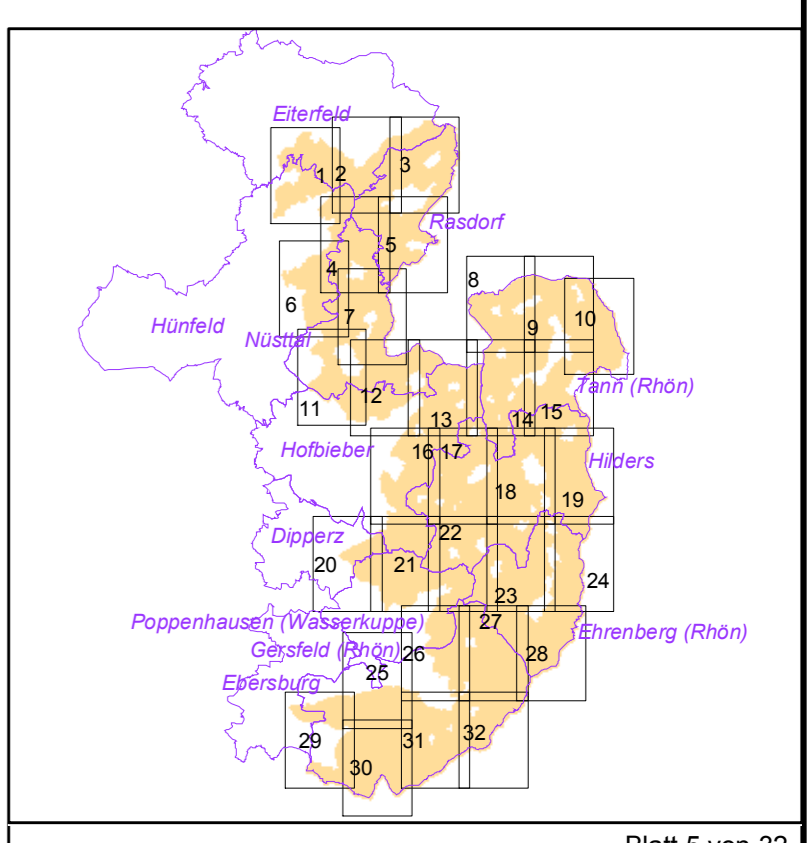 Eiterfeld
1 2 3
Rasdorf
5
4
8
6
7
9
10
Hünfeld
Nüsttal
Tann (Rhön)
11
12
13
14
15
Hofbieber
16 17
Hilders
18
19
Dipperz
20
21
22
23
24
Poppenhausen (Wasserkuppe)
27
Ehrenberg (Rhön)
Gersfeld (Rhön)
26
28
25
Ebersburg
29
31
32
30
Blatt 5 von 32